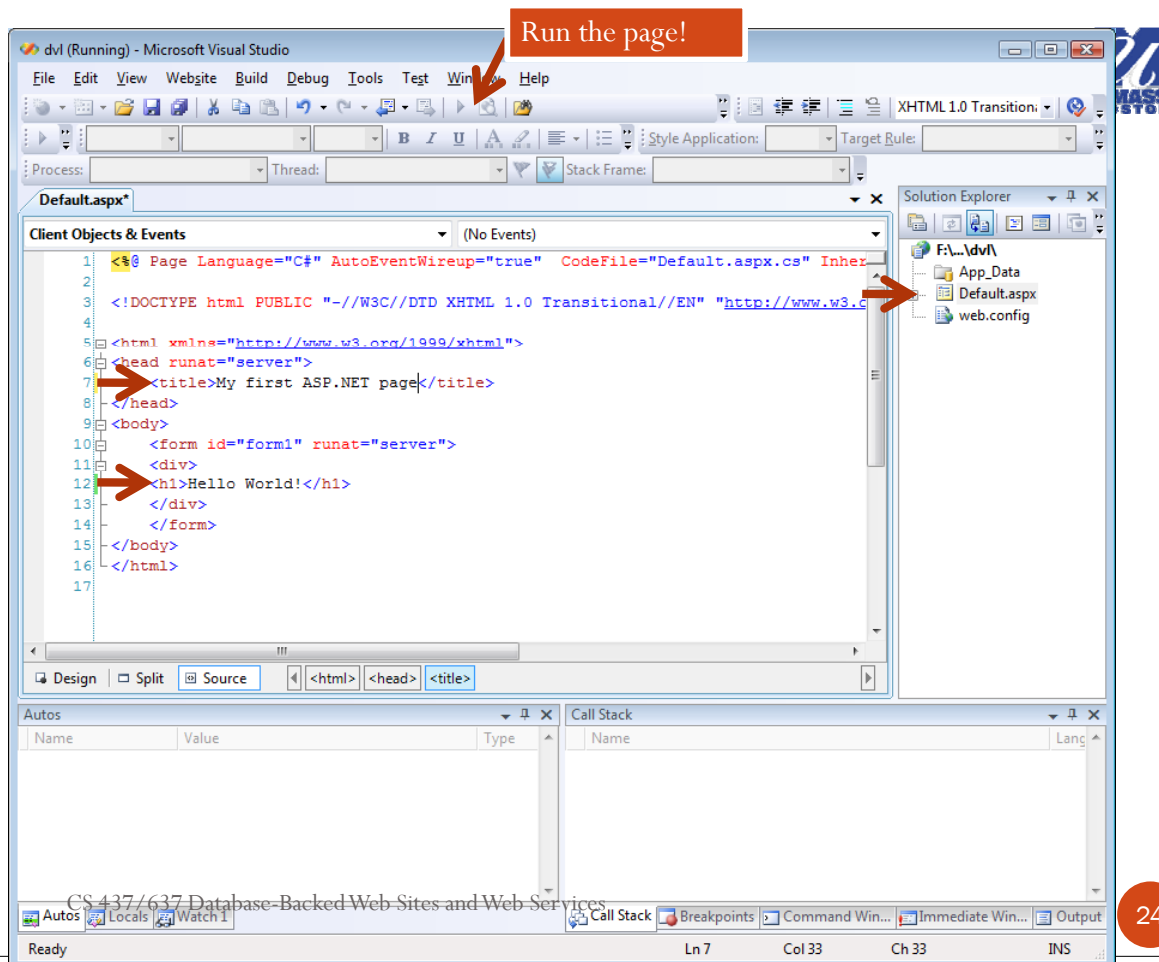 Run the page!
dvl (Running) - Microsoft Visual Studio
File Edit View Website Build Debug Tools Test Window Help
XHTML 1.0 Transition
B I U A Style Application: Target Rule:
Process: Thread: Stack Frame:
Default.aspx*
Client Objects & Events (No Events)
1 <%@ Page Language="C#" AutoEventWireup="true" CodeFile="Default.aspx.cs" Inher
2
3 <!DOCTYPE html PUBLIC "-//W3C//DTD XHTML 1.0 Transitional//EN" "http://www.w3.c
4
5 <html xmlns="http://www.w3.org/1999/xhtml">
6 <head runat="server">
7 <title>My first ASP.NET page</title>
8 </head>
9 <body>
10 <form id="form1" runat="server">
11 <div>
12 <h1>Hello World!</h1>
13 </div>
14 </form>
15 </body>
16 </html>
17
Design Split Source <html> <head> <title>
Solution Explorer
F:\...\dvl\
App_Data
Default.aspx
web.config
Autos
Name Value Type
Call Stack
Name Lang
CS 437/637 Database-Backed Web Sites and Web Services
Autos Locals Watch 1
Call Stack Breakpoints Command Win... Immediate Win... Output
24
Ready Ln 7 Col 33 Ch 33 INS